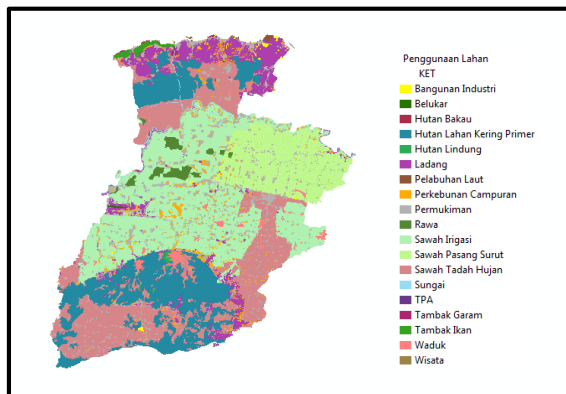 Penggunaan Lahan
KET
Bangunan Industri
Belukar
Hutan Bakau
Hutan Lahan Kering Primer
Hutan Lindung
Ladang
Pelabuhan Laut
Perkebunan Campuran
Permukiman
Rawa
Sawah Irigasi
Sawah Pasang Surut
Sawah Tadah Hujan
Sungai
TPA
Tambak Garam
Tambak Ikan
Waduk
Wisata